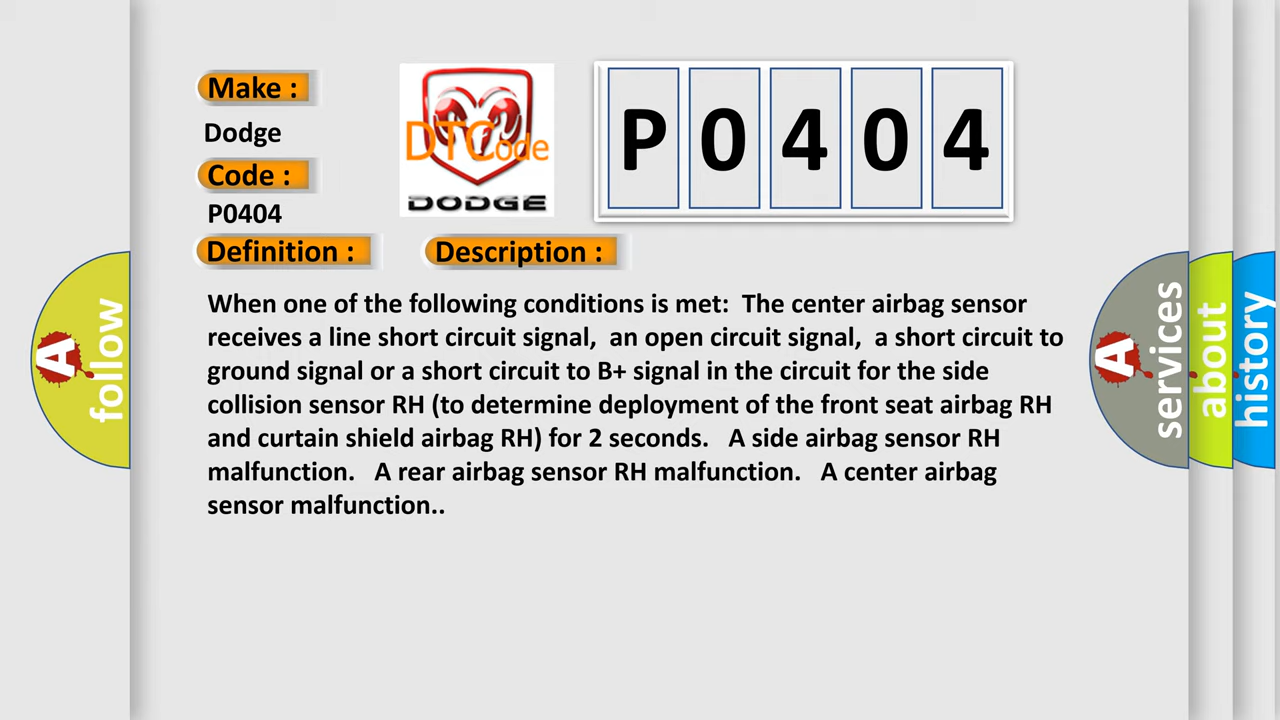 Make :
Dodge
Code :
P0404
Definition :
Description :
DTCode
DODGE
P0404
When one of the following conditions is met:  The center airbag sensor
receives a line short circuit signal,  an open circuit signal,  a short circuit to
ground signal or a short circuit to B+ signal in the circuit for the side
collision sensor RH (to determine deployment of the front seat airbag RH
and curtain shield airbag RH) for 2 seconds.   A side airbag sensor RH
malfunction.   A rear airbag sensor RH malfunction.   A center airbag
sensor malfunction..
A
follow
A
services
about
history